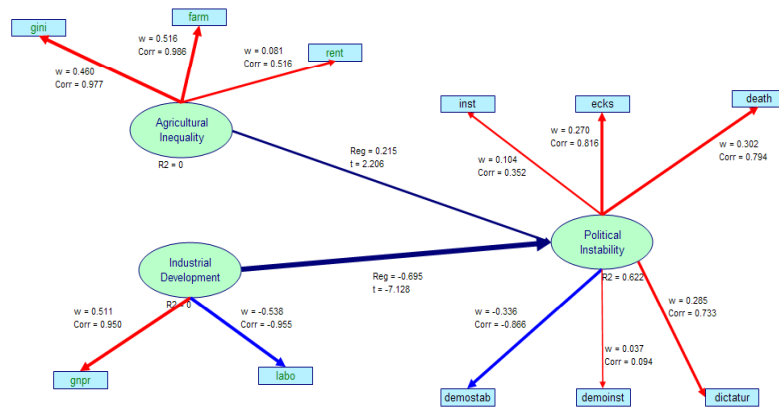 farm
gini
w = 0.516
Corr = 0.986
w = 0.081
Corr = 0.516
rent
w = 0.460
Corr = 0.977
inst
ecks
death
Agricultural
Inequality
R2 = 0
w = 0.270
Corr = 0.816
w = 0.302
Corr = 0.794
Reg = 0.215
t = 2.206
w = 0.104
Corr = 0.352
Industrial
Development
R2 = 0
Political
Instability
R2 = 0.622
Reg = -0.695
t = -7.128
w = 0.511
Corr = 0.950
w = -0.538
Corr = -0.955
w = -0.336
Corr = -0.866
w = 0.285
Corr = 0.733
w = 0.037
Corr = 0.094
gnpr
labo
demostab
demoinst
dictatur